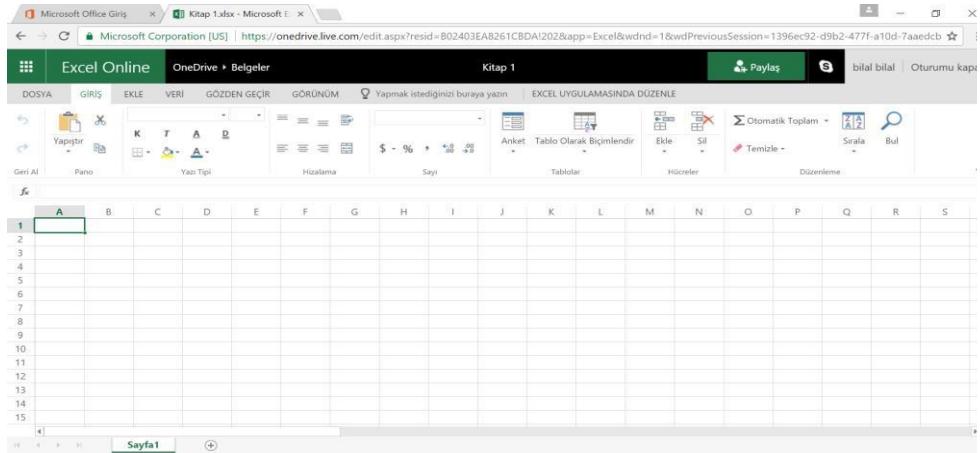 Microsoft Office Giriş
Kitap 1.xlsx - Microsoft E
Microsoft Corporation [US] https://onedrive.live.com/edit.aspx?resid=B02403EA8261CBDA!202&app=Excel&wdnd=1&wdPreviousSession=1396ec92-d9b2-477f-a10d-7aaedcb
Excel Online OneDrive ▸ Belgeler Kitap 1 Paylaş bilal bilal Oturumu kapa
DOSYA GİRİŞ EKLE VERİ GÖZDEN GEÇİR GÖRÜNÜM Yapmak istediğinizi buraya yazın EXCEL UYGULAMASINDA DÜZENLE
K T A D Σ Otomatik Toplam
Yapıştır A $ - % , Anket Tablo Olarak Biçimlendir Ekle Sil Temizle Sırala Bul
Geri Al Pano Yazı Tipi Hizalama Sayı Tablolar Hücreler Düzenleme
fx
A B C D E F G H I J K L M N O P Q R S
1
2
3
4
5
6
7
8
9
10
11
12
13
14
15
Sayfa1